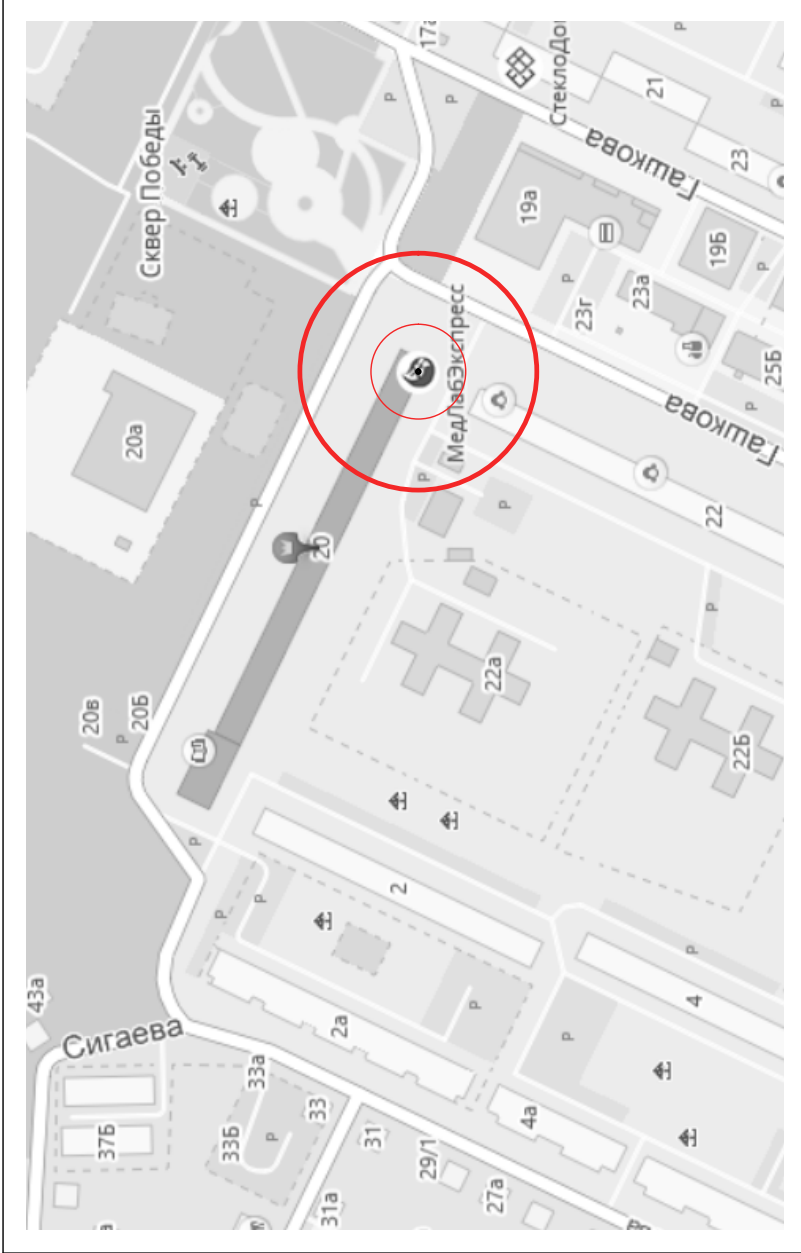 17а
СтеклоДом
21
Гашкова
23
Р
Р
Р
Р
Сквер Победы
19а
19Б
23г
23а
25Б
Р
Р
Р
МедЛабЭкспресс
Гашкова
20а
Р
20
Р
Р
22
Р
20в
20Б
Р
22а
22Б
Р
2
Р
Р
43а
Сигаева
2а
Р
4
Р
Р
37Б
33а
33Б
Р
33
31
29/1
27а
31а
4а